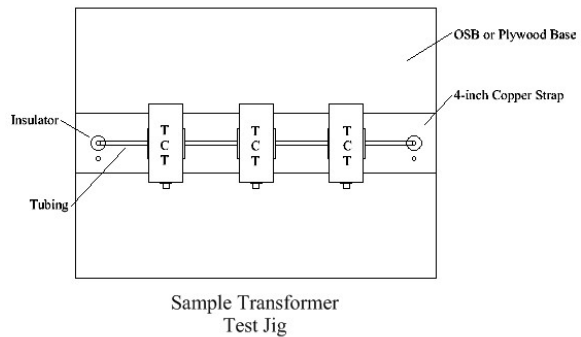 OSB or Plywood Base
4-inch Copper Strap
Insulator
T T T
C C C
T T T
Tubing
Sample Transformer
Test Jig